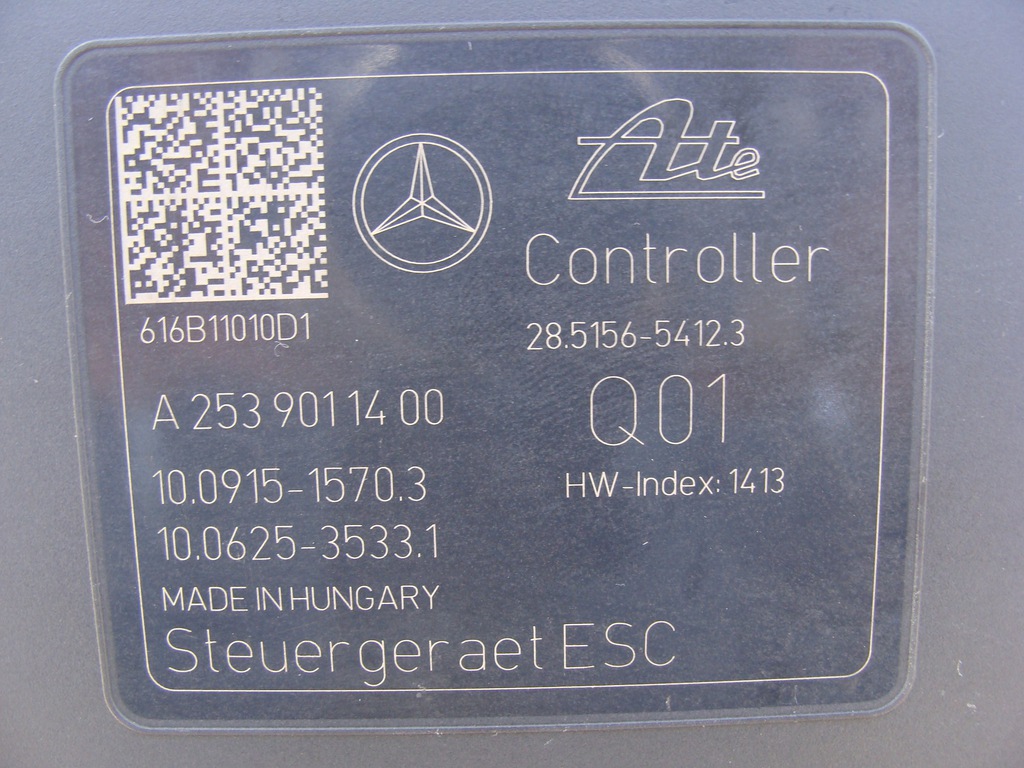 Ate
Controller
616B11010D1
28.5156-5412.3
A 253 901 14 00
Q01
10.0915-1570.3
HW-Index: 1413
10.0625-3533.1
MADE IN HUNGARY
Steuergeraet ESC